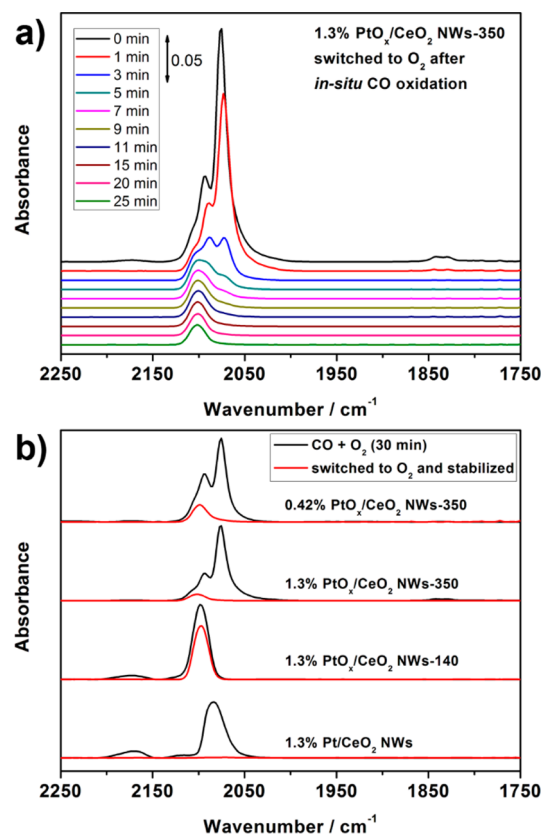 a)
0 min
1 min
3 min
5 min
7 min
9 min
11 min
15 min
20 min
25 min
0.05
1.3% PtOₓ/CeO₂ NWs-350
switched to O₂ after
in-situ CO oxidation
Absorbance
2250 2150 2050 1950 1850 1750
Wavenumber / cm⁻¹
b)
CO + O₂ (30 min)
switched to O₂ and stabilized
0.42% PtOₓ/CeO₂ NWs-350
1.3% PtOₓ/CeO₂ NWs-350
1.3% PtOₓ/CeO₂ NWs-140
1.3% Pt/CeO₂ NWs
Absorbance
2250 2150 2050 1950 1850 1750
Wavenumber / cm⁻¹